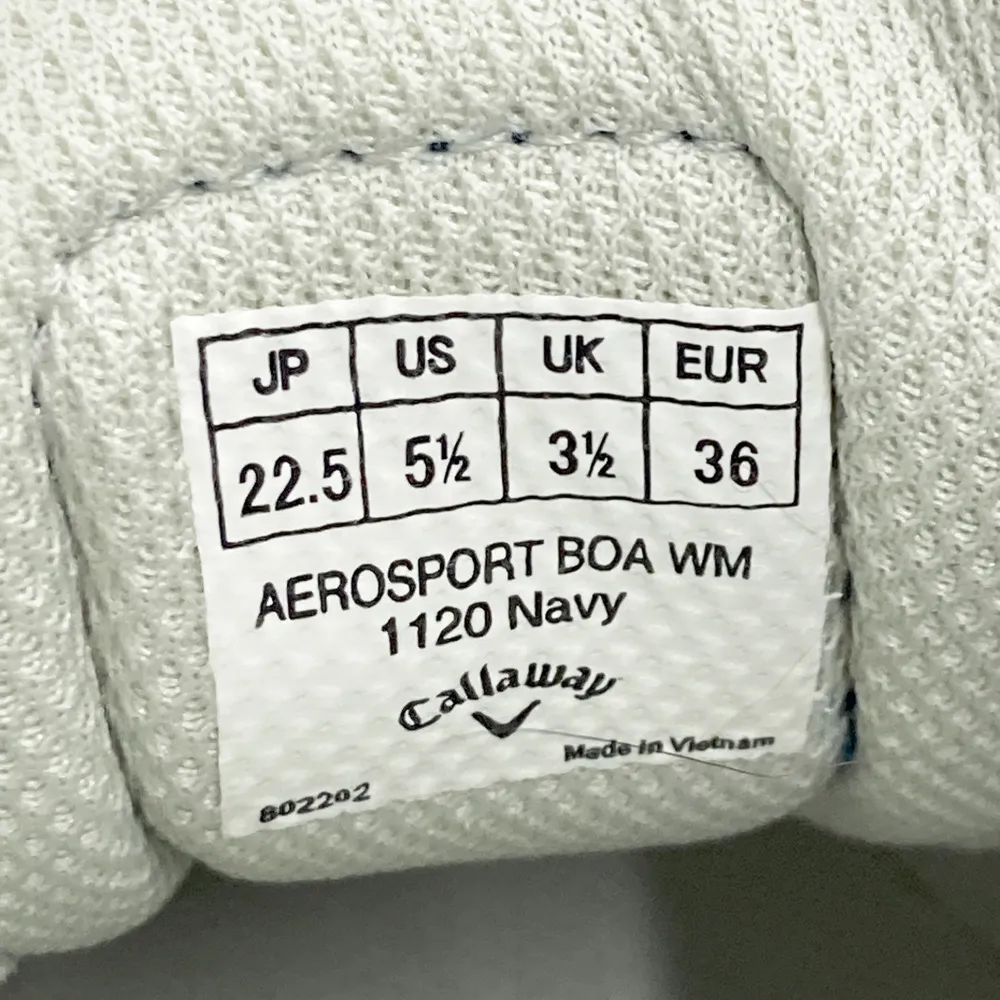 JP US UK EUR
22.5 5½ 3½ 36
AEROSPORT BOA WM
1120 Navy
Callaway
Made in Vietnam
802202